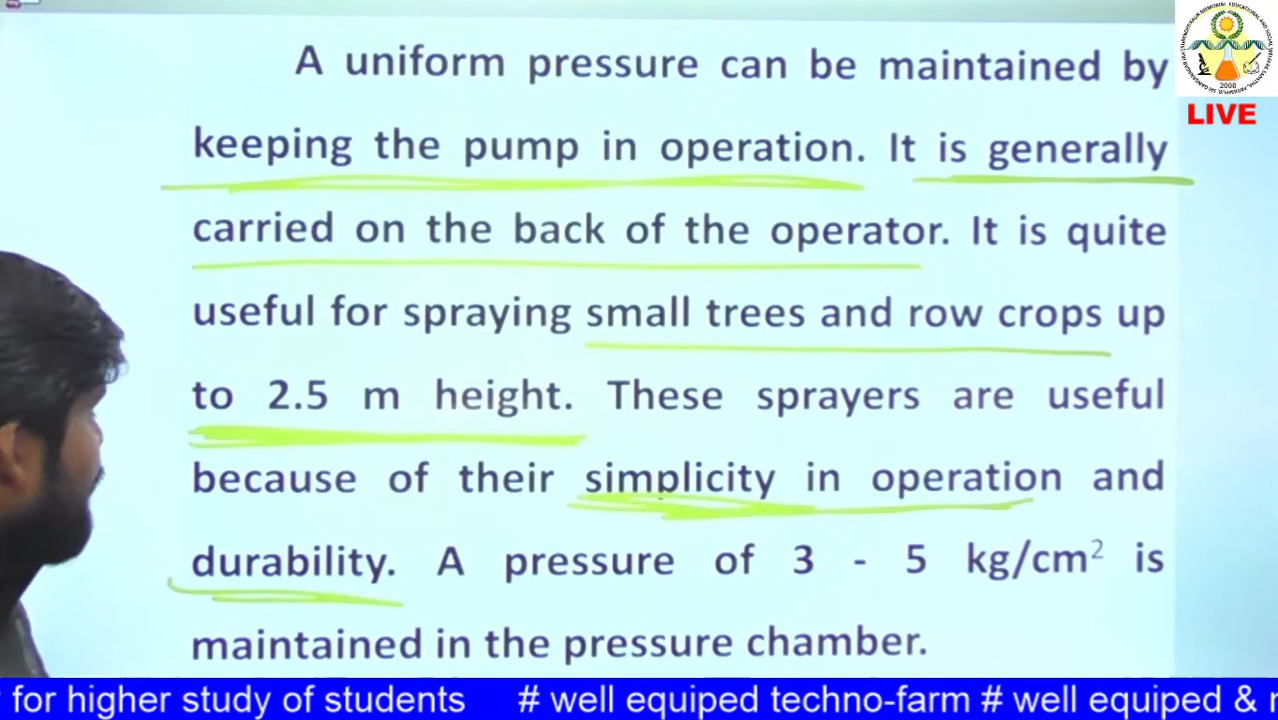 A uniform pressure can be maintained by
keeping the pump in operation. It is generally
carried on the back of the operator. It is quite
useful for spraying small trees and row crops up
to 2.5 m height. These sprayers are useful
because of their simplicity in operation and
durability. A pressure of 3 - 5 kg/cm² is
maintained in the pressure chamber.
2008
LIVE
for higher study of students # well equiped techno-farm # well equiped &